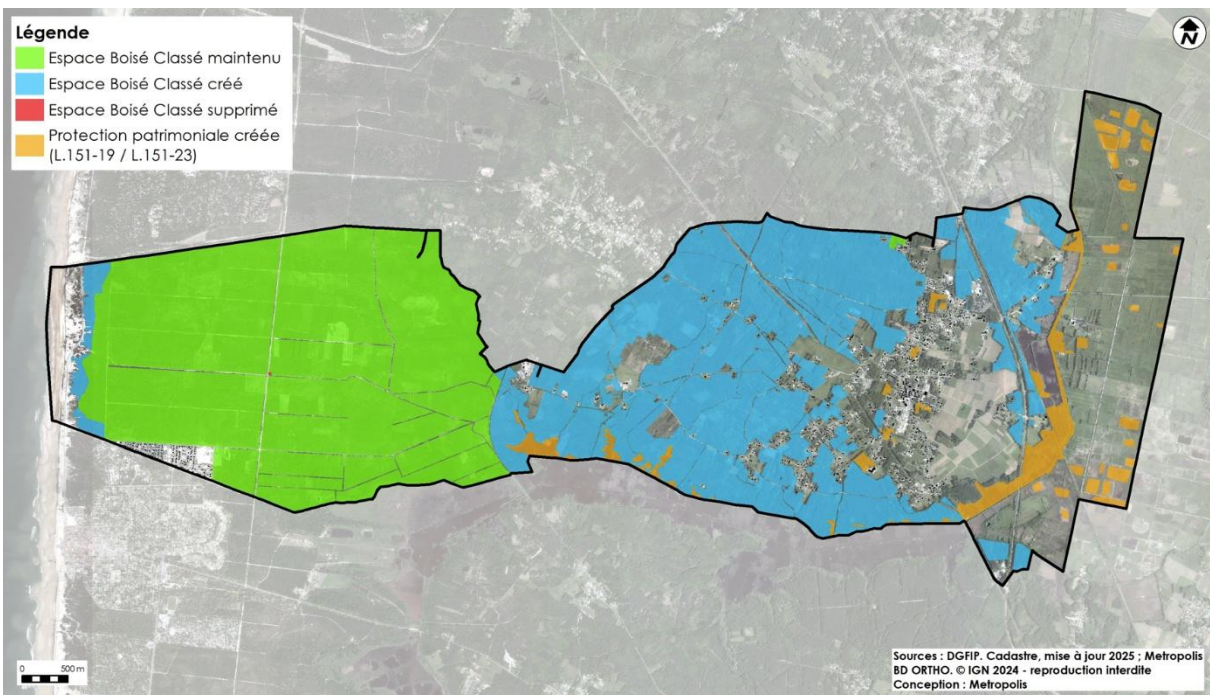 Légende
Espace Boisé Classé maintenu
Espace Boisé Classé créé
Espace Boisé Classé supprimé
Protection patrimoniale créée
(L.151-19 / L.151-23)
N
0 500 m
Sources : DGFIP. Cadastre, mise à jour 2025 ; Metropolis
BD ORTHO. © IGN 2024 - reproduction interdite
Conception : Metropolis